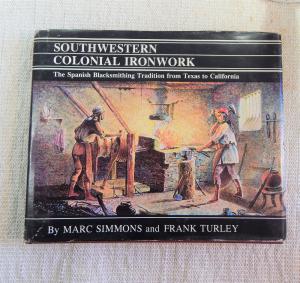 SOUTHWESTERN
COLONIAL IRONWORK
The Spanish Blacksmithing Tradition from Texas to California
By MARC SIMMONS and FRANK TURLEY